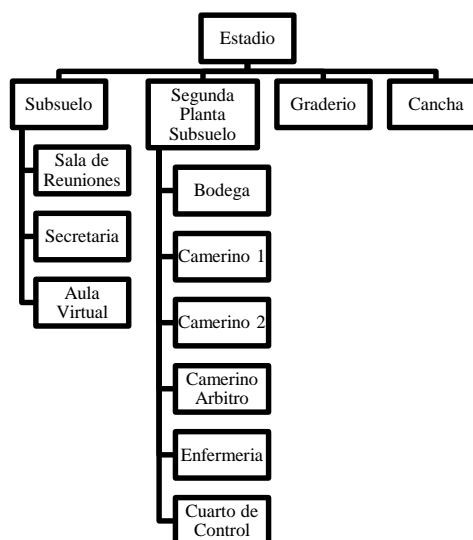 Estadio
Subsuelo
Segunda
Planta
Subsuelo
Graderio
Cancha
Sala de
Reuniones
Secretaria
Aula
Virtual
Bodega
Camerino 1
Camerino 2
Camerino
Arbitro
Enfermeria
Cuarto de
Control